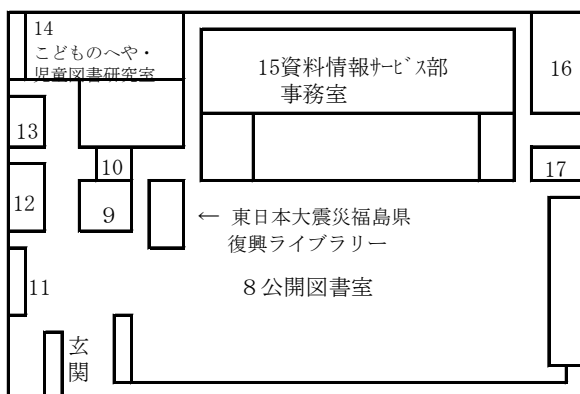 14
こどものへや・
児童図書研究室
15資料情報ｻｰﾋﾞｽ部
事務室
16
13
10
17
12
9
← 東日本大震災福島県
復興ライブラリー
11
８公開図書室
玄
関